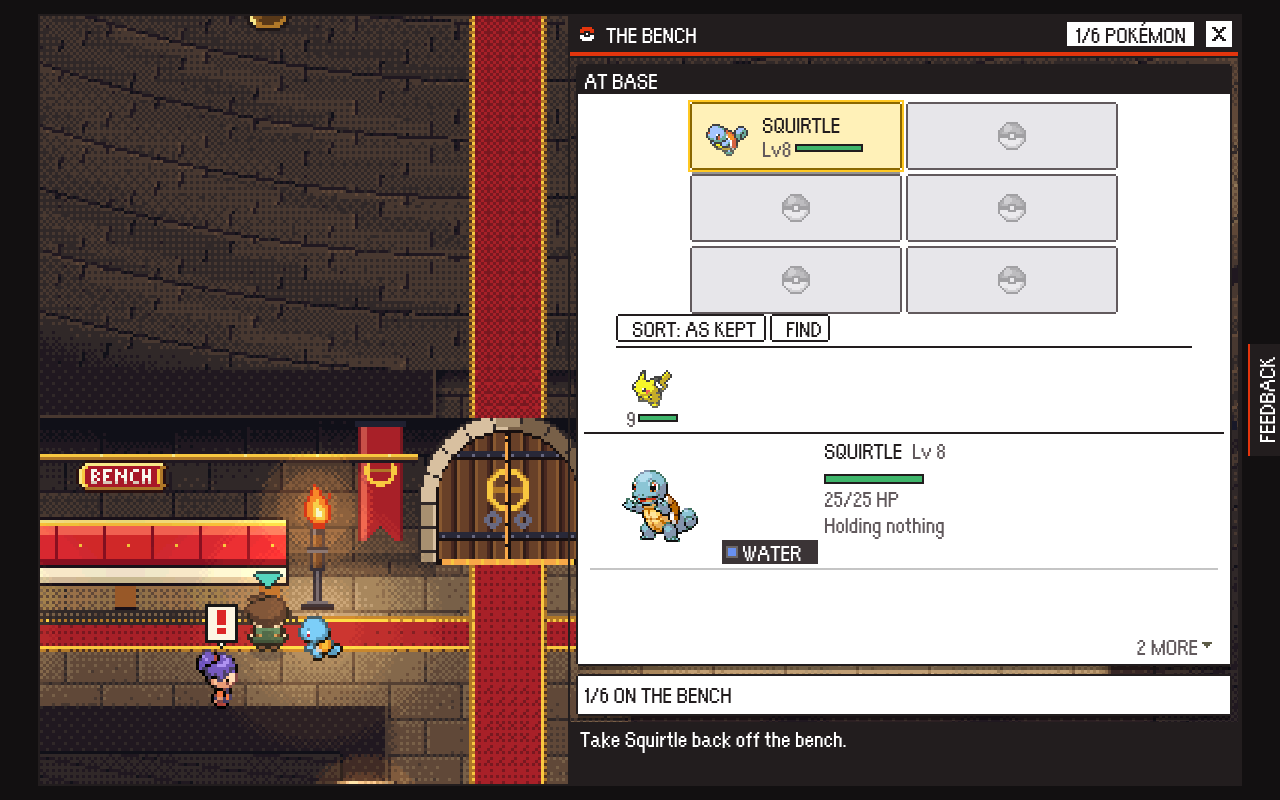 THE BENCH
1/6 POKÉMON
X
AT BASE
SQUIRTLE
Lv8
SORT: AS KEPT
FIND
9
SQUIRTLE Lv 8
25/25 HP
Holding nothing
WATER
2 MORE
1/6 ON THE BENCH
Take Squirtle back off the bench.
BENCH
!
FEEDBACK